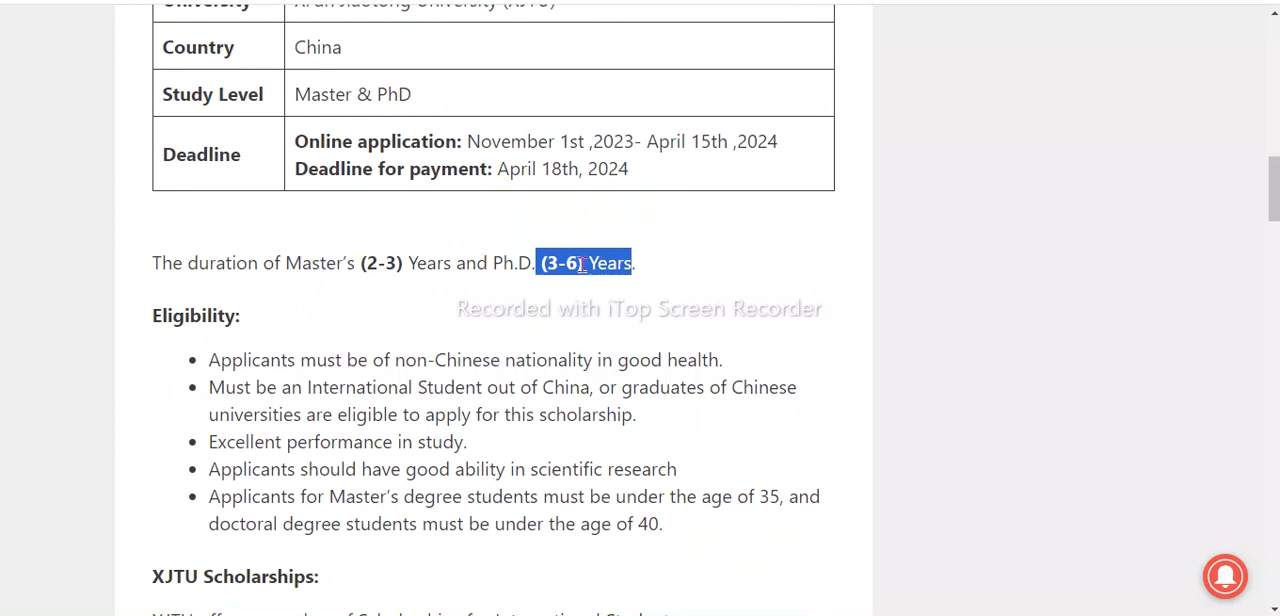 Country
China
Study Level
Master & PhD
Deadline
Online application: November 1st ,2023- April 15th ,2024
Deadline for payment: April 18th, 2024
The duration of Master’s (2-3) Years and Ph.D. (3-6) Years.
Recorded with iTop Screen Recorder
Eligibility:
Applicants must be of non-Chinese nationality in good health.
Must be an International Student out of China, or graduates of Chinese
universities are eligible to apply for this scholarship.
Excellent performance in study.
Applicants should have good ability in scientific research
Applicants for Master’s degree students must be under the age of 35, and
doctoral degree students must be under the age of 40.
XJTU Scholarships: